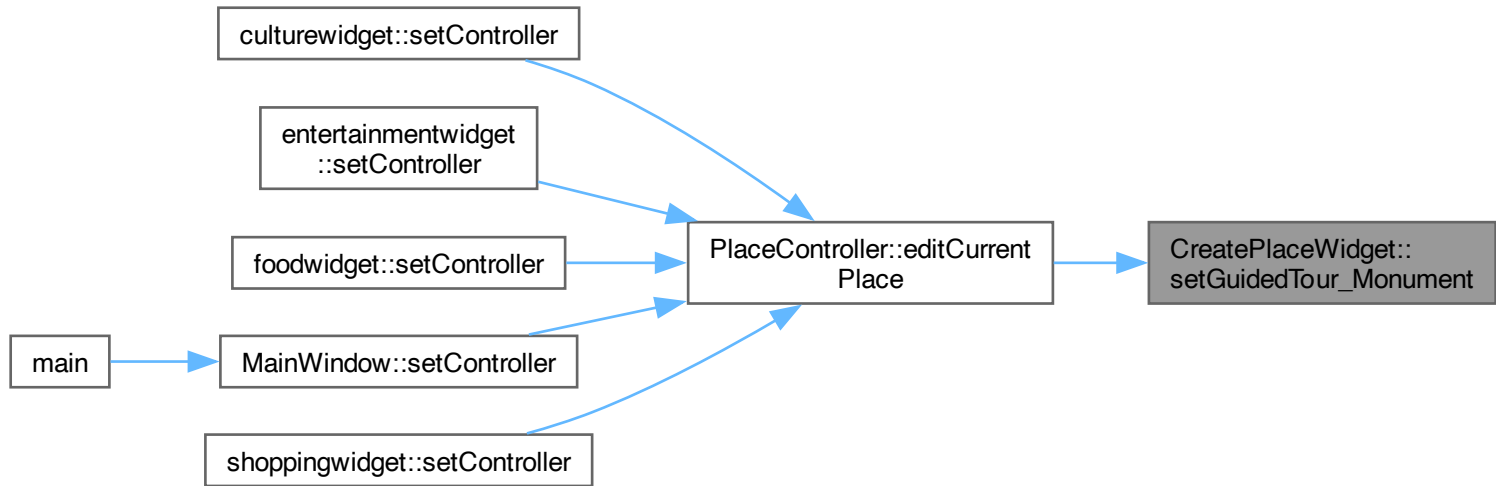 culturewidget::setController
entertainmentwidget
::setController
foodwidget::setController
main
MainWindow::setController
shoppingwidget::setController
PlaceController::editCurrent
Place
CreatePlaceWidget::
setGuidedTour_Monument